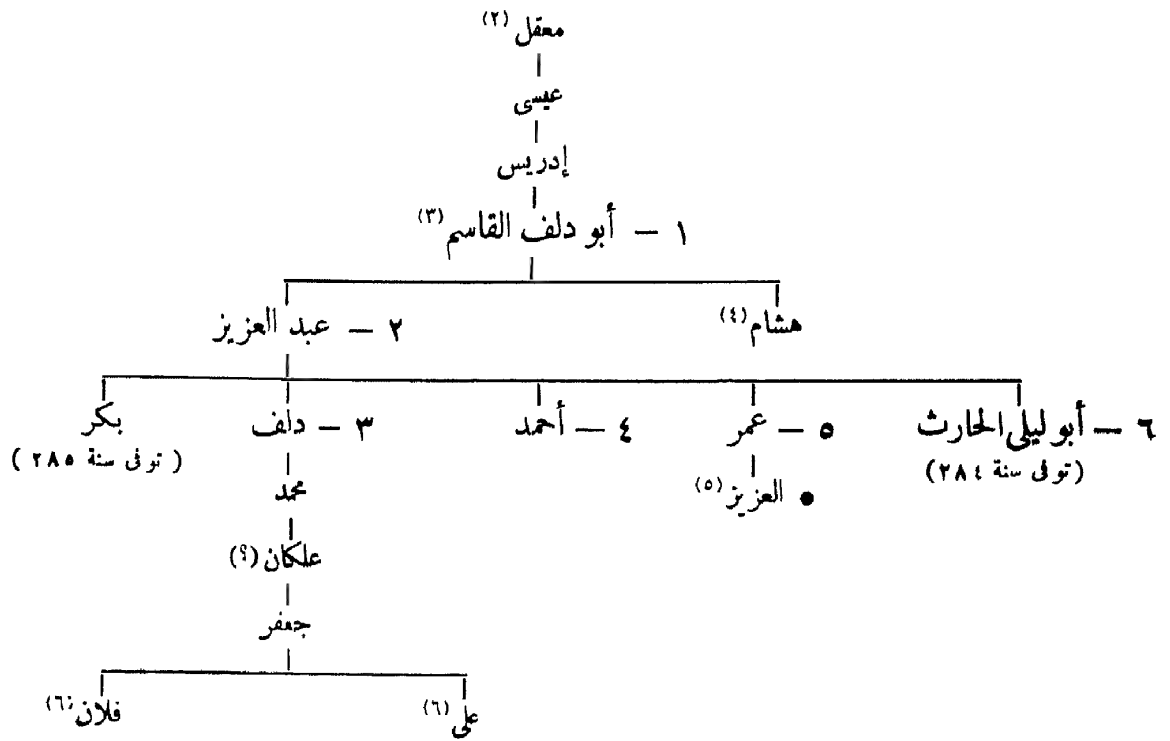 معقل (٢)
عيسى
إدريس
١ — أبو دلف القاسم (٣)
هشام (٤)
٢ — عبد العزيز
٦ — أبو ليلى الحارث
٥ — عمر
٤ — أحمد
٣ — دلف
بكر
(توفى سنة ٢٨٤)
(توفى سنة ٢٨٥)
● العزيز (٥)
محمد
علكان (؟)
جعفر
على (٦)
فلان (٦)